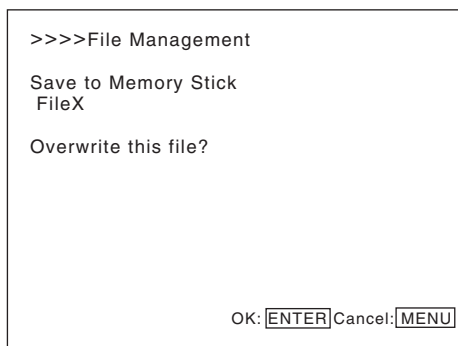 >>>>File Management
Save to Memory Stick
FileX
Overwrite this file?
OK: ENTER Cancel: MENU